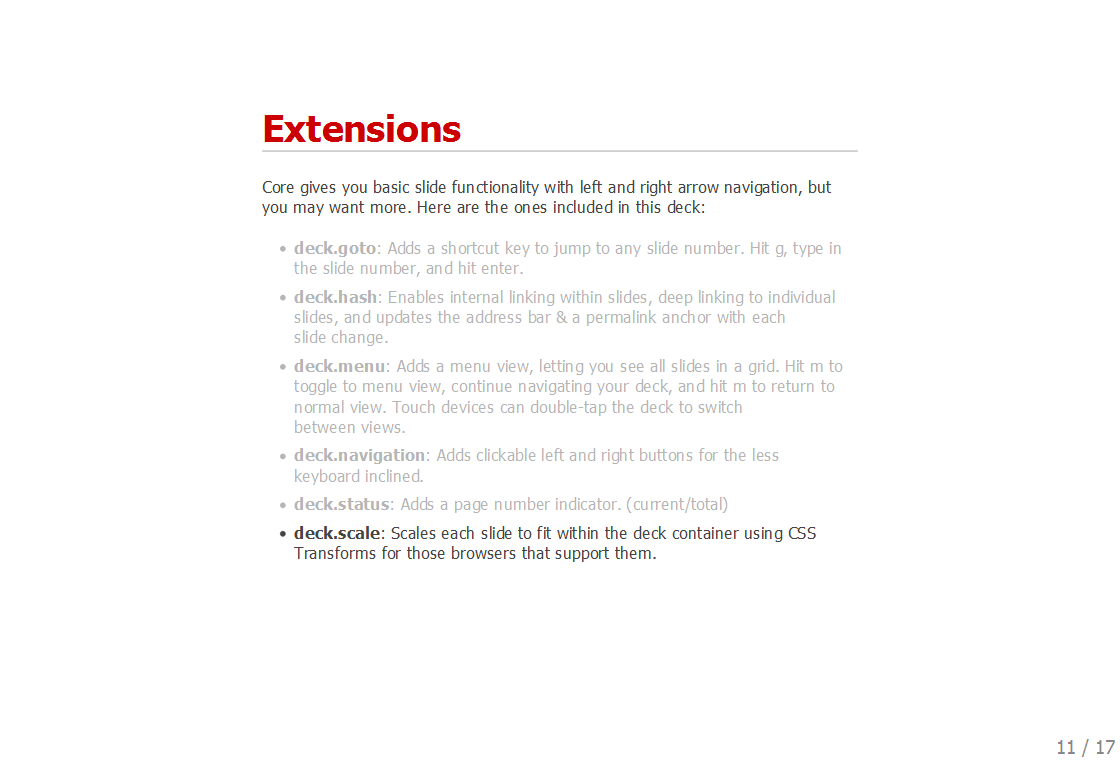 Extensions
Core gives you basic slide functionality with left and right arrow navigation, but
you may want more. Here are the ones included in this deck:
• deck.goto: Adds a shortcut key to jump to any slide number. Hit g, type in
the slide number, and hit enter.
• deck.hash: Enables internal linking within slides, deep linking to individual
slides, and updates the address bar & a permalink anchor with each
slide change.
• deck.menu: Adds a menu view, letting you see all slides in a grid. Hit m to
toggle to menu view, continue navigating your deck, and hit m to return to
normal view. Touch devices can double-tap the deck to switch
between views.
• deck.navigation: Adds clickable left and right buttons for the less
keyboard inclined.
• deck.status: Adds a page number indicator. (current/total)
• deck.scale: Scales each slide to fit within the deck container using CSS
Transforms for those browsers that support them.
11 / 17